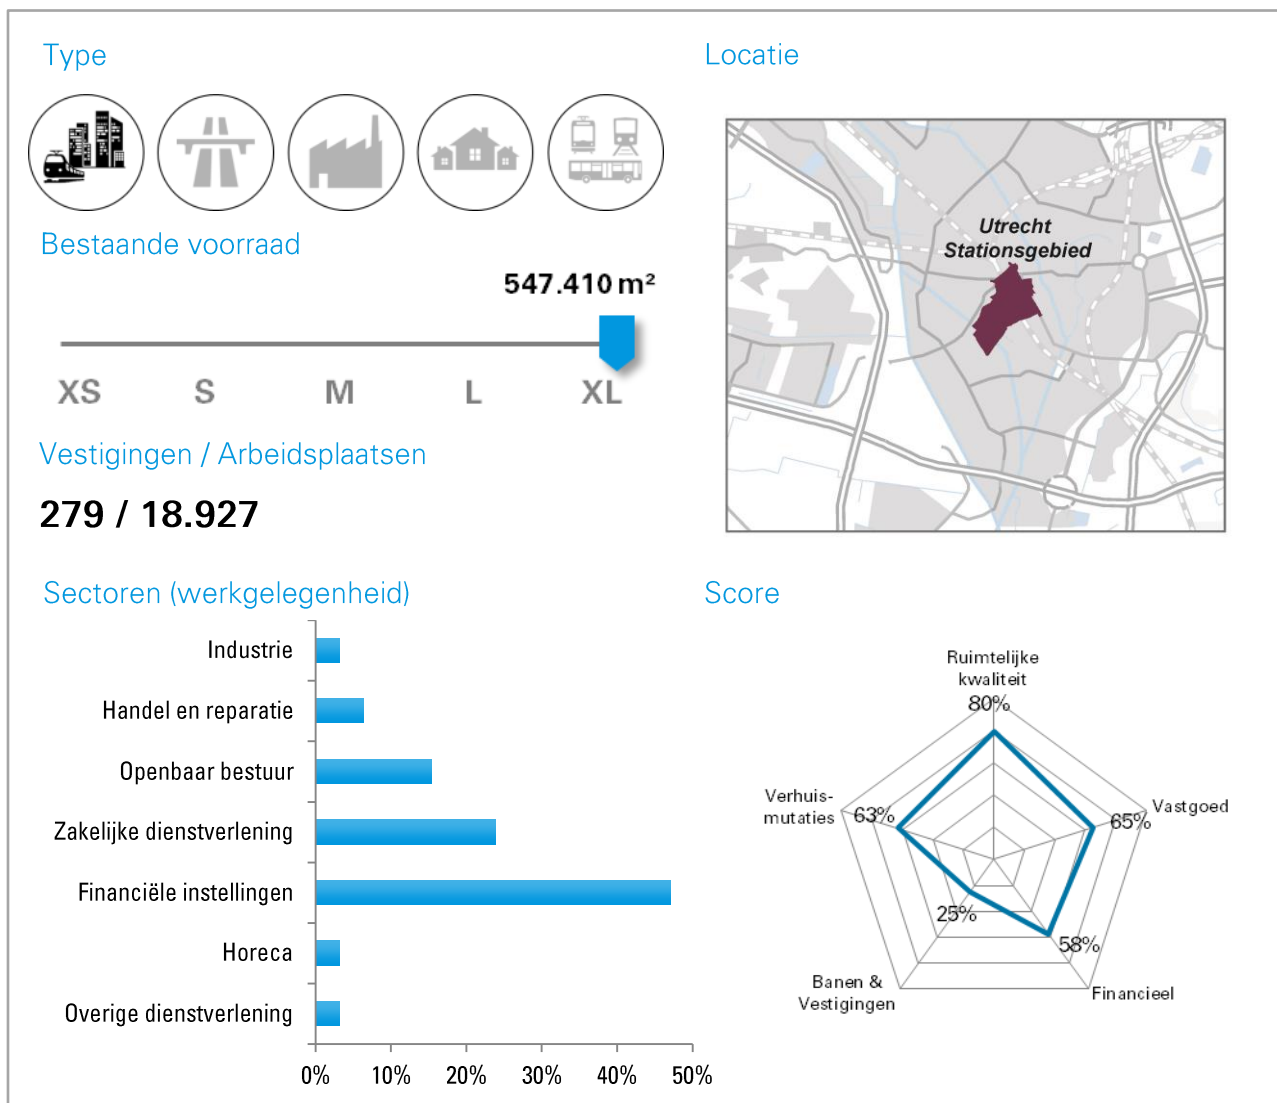 Type
Bestaande voorraad
547.410 m²
XS S M L XL
Vestigingen / Arbeidsplaatsen
279 / 18.927
Locatie
Utrecht
Stationsgebied
Sectoren (werkgelegenheid)
Industrie
Handel en reparatie
Openbaar bestuur
Zakelijke dienstverlening
Financiële instellingen
Horeca
Overige dienstverlening
0% 10% 20% 30% 40% 50%
Score
Ruimtelijke
kwaliteit
80%
Verhuis-
mutaties
63%
Vastgoed
65%
25%
58%
Banen &
Vestigingen
Financieel